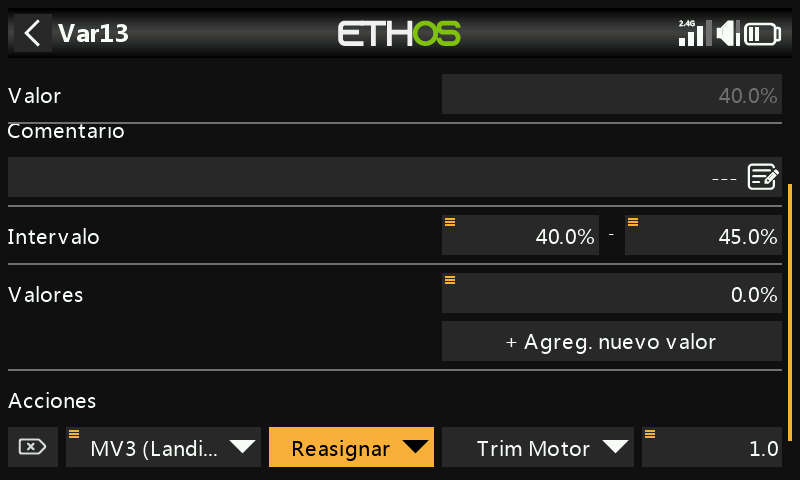 Var13 ETHOS 2.4G
Valor 40.0%
Comentario
---
Intervalo 40.0% - 45.0%
Valores 0.0%
+ Agreg. nuevo valor
Acciones
MV3 (Landi... Reasignar Trim Motor 1.0